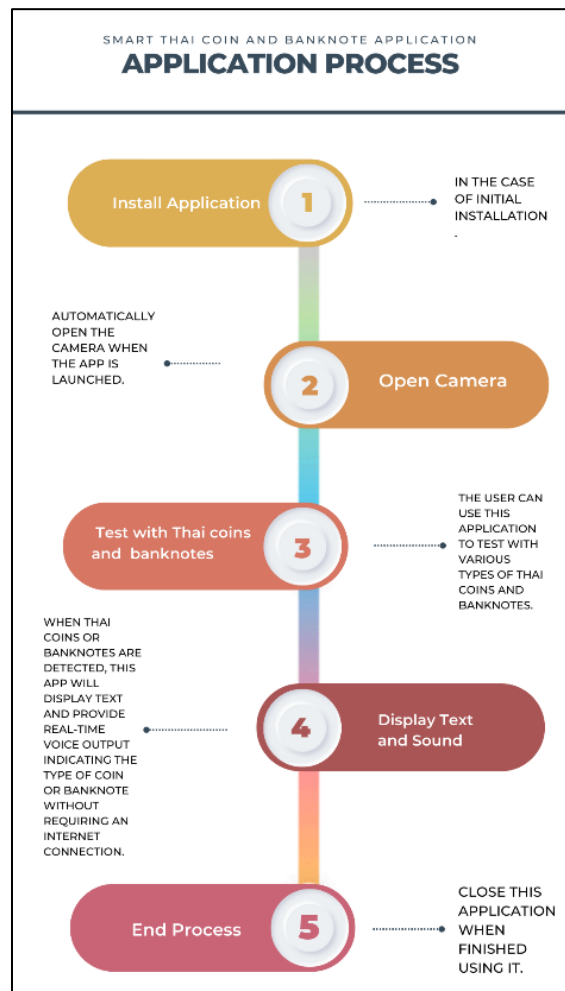 SMART THAI COIN AND BANKNOTE APPLICATION
APPLICATION PROCESS
Install Application
1
IN THE CASE
OF INITIAL
INSTALLATION
.
AUTOMATICALLY
OPEN THE
CAMERA WHEN
THE APP IS
LAUNCHED.
2
Open Camera
Test with Thai coins
and banknotes
3
THE USER CAN
USE THIS
APPLICATION
TO TEST WITH
VARIOUS
TYPES OF THAI
COINS AND
BANKNOTES.
WHEN THAI
COINS OR
BANKNOTES ARE
DETECTED, THIS
APP WILL
DISPLAY TEXT
AND PROVIDE
REAL-TIME
VOICE OUTPUT
INDICATING THE
TYPE OF COIN
OR BANKNOTE
WITHOUT
REQUIRING AN
INTERNET
CONNECTION.
4
Display Text
and Sound
End Process
5
CLOSE THIS
APPLICATION
WHEN
FINISHED
USING IT.